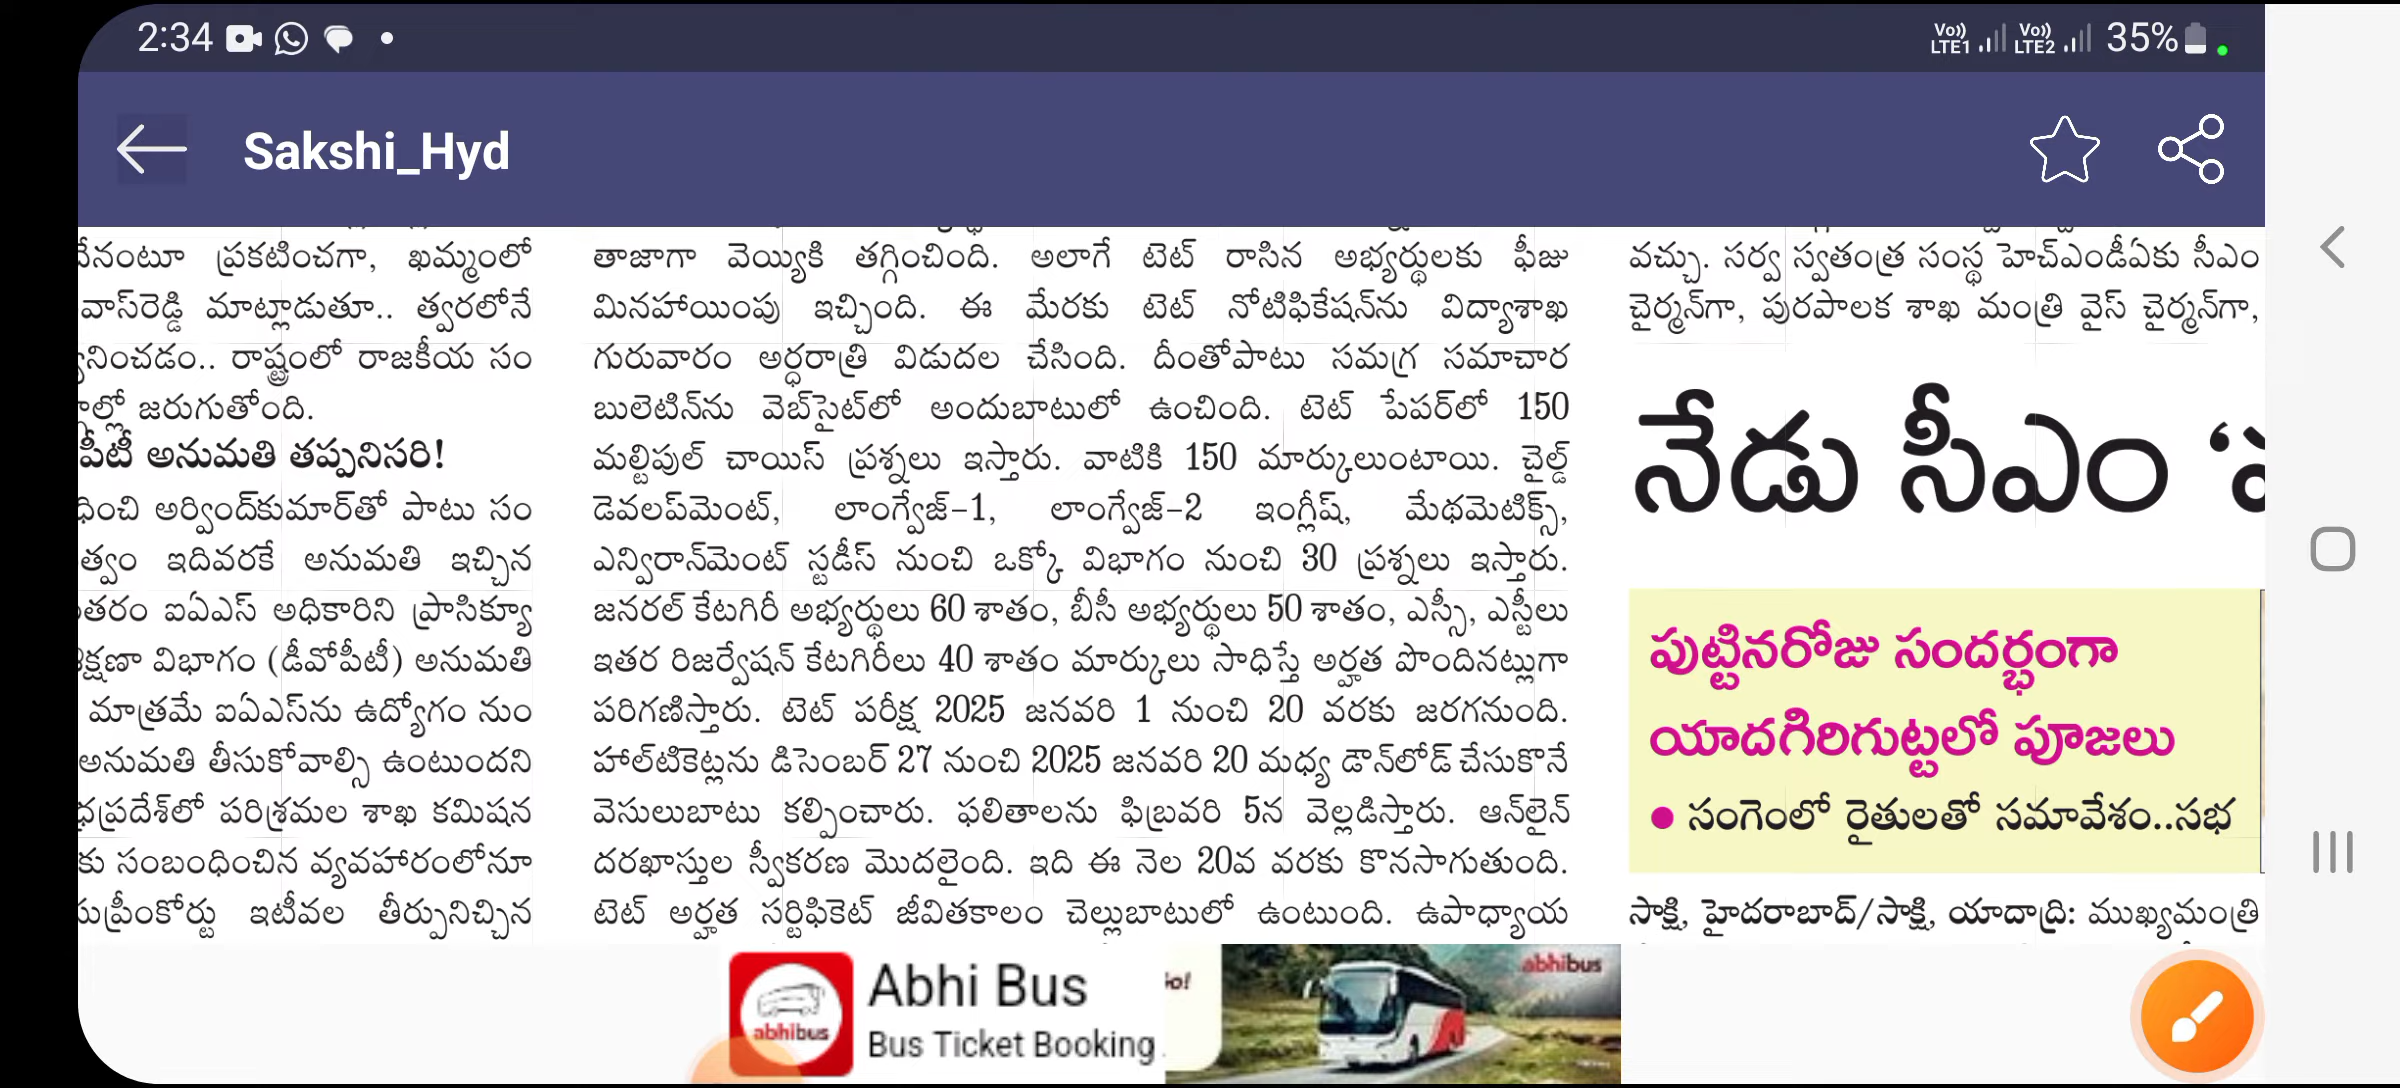 2:34
Vo)) LTE1 Vo)) LTE2 35%
Sakshi_Hyd
ప్రకటించగా, ఖమ్మంలో
వాస్‌రెడ్డి మాట్లాడుతూ.. త్వరలోనే
రాష్ట్రంలో రాజకీయ సం
జరుగుతోంది.
పీటీ అనుమతి తప్పనిసరి!
అర్వింద్‌కుమార్‌తో పాటు సం
త్వం ఇదివరకే అనుమతి ఇచ్చిన
ఐఏఎస్ అధికారిని ప్రాసిక్యూ
విభాగం (డీవోపీటీ) అనుమతి
మాత్రమే ఐఏఎస్‌ను ఉద్యోగం నుం
అనుమతి తీసుకోవాల్సి ఉంటుందని
పరిశ్రమల శాఖ కమిషన
కు సంబంధించిన వ్యవహారంలోనూ
సుప్రీంకోర్టు ఇటీవల తీర్పునిచ్చిన
తాజాగా వెయ్యికి తగ్గించింది. అలాగే టెట్ రాసిన అభ్యర్థులకు ఫీజు
మినహాయింపు ఇచ్చింది. ఈ మేరకు టెట్ నోటిఫికేషన్‌ను విద్యాశాఖ
గురువారం అర్ధరాత్రి విడుదల చేసింది. దీంతోపాటు సమగ్ర సమాచార
బులెటిన్‌ను వెబ్‌సైట్‌లో అందుబాటులో ఉంచింది. టెట్ పేపర్‌లో 150
మల్టిపుల్ చాయిస్ ప్రశ్నలు ఇస్తారు. వాటికి 150 మార్కులుంటాయి. చైల్డ్
డెవలప్‌మెంట్, లాంగ్వేజ్–1, లాంగ్వేజ్–2 ఇంగ్లీష్, మేథమెటిక్స్,
ఎన్విరాన్‌మెంట్ స్టడీస్ నుంచి ఒక్కో విభాగం నుంచి 30 ప్రశ్నలు ఇస్తారు.
జనరల్ కేటగిరీ అభ్యర్థులు 60 శాతం, బీసీ అభ్యర్థులు 50 శాతం, ఎస్సీ, ఎస్టీలు
ఇతర రిజర్వేషన్ కేటగిరీలు 40 శాతం మార్కులు సాధిస్తే అర్హత పొందినట్లుగా
పరిగణిస్తారు. టెట్ పరీక్ష 2025 జనవరి 1 నుంచి 20 వరకు జరగనుంది.
హాల్‌టికెట్లను డిసెంబర్ 27 నుంచి 2025 జనవరి 20 మధ్య డౌన్‌లోడ్ చేసుకొనే
వెసులుబాటు కల్పించారు. ఫలితాలను ఫిబ్రవరి 5న వెల్లడిస్తారు. ఆన్‌లైన్
దరఖాస్తుల స్వీకరణ మొదలైంది. ఇది ఈ నెల 20వ వరకు కొనసాగుతుంది.
టెట్ అర్హత సర్టిఫికెట్ జీవితకాలం చెల్లుబాటులో ఉంటుంది. ఉపాధ్యాయ
వచ్చు. సర్వ స్వతంత్ర సంస్థ హెచ్ఎండీఏకు సీఎం
చైర్మన్‌గా, పురపాలక శాఖ మంత్రి వైస్ చైర్మన్‌గా,
నేడు సీఎం
పుట్టినరోజు సందర్భంగా
యాదగిరిగుట్టలో పూజలు
● సంగెంలో రైతులతో సమావేశం..సభ
సాక్షి, హైదరాబాద్/సాక్షి, యాదాద్రి: ముఖ్యమంత్రి
abhibus
Abhi Bus
Bus Ticket Booking
abhibus